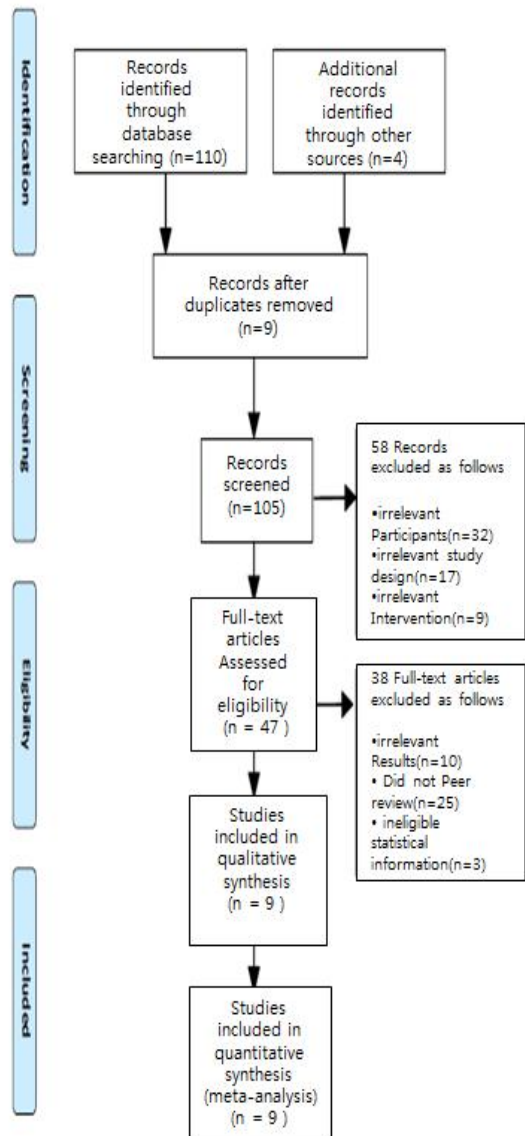 Identification
Records
identified
through
database
searching (n=110)
Additional
records
identified
through other
sources (n=4)
Records after
duplicates removed
(n=9)
Screening
Records
screened
(n=105)
58 Records
excluded as follows
•irrelevant
Participants(n=32)
•irrelevant study
design(n=17)
•irrelevant
Intervention(n=9)
Eligibility
Full-text
articles
Assessed
for
eligibility
(n = 47 )
38 Full-text articles
excluded as follows
•irrelevant
Results(n=10)
• Did not Peer
review(n=25)
• ineligible
statistical
information(n=3)
Studies
included in
qualitative
synthesis
(n = 9 )
Included
Studies
included in
quantitative
synthesis
(meta-analysis)
(n = 9 )